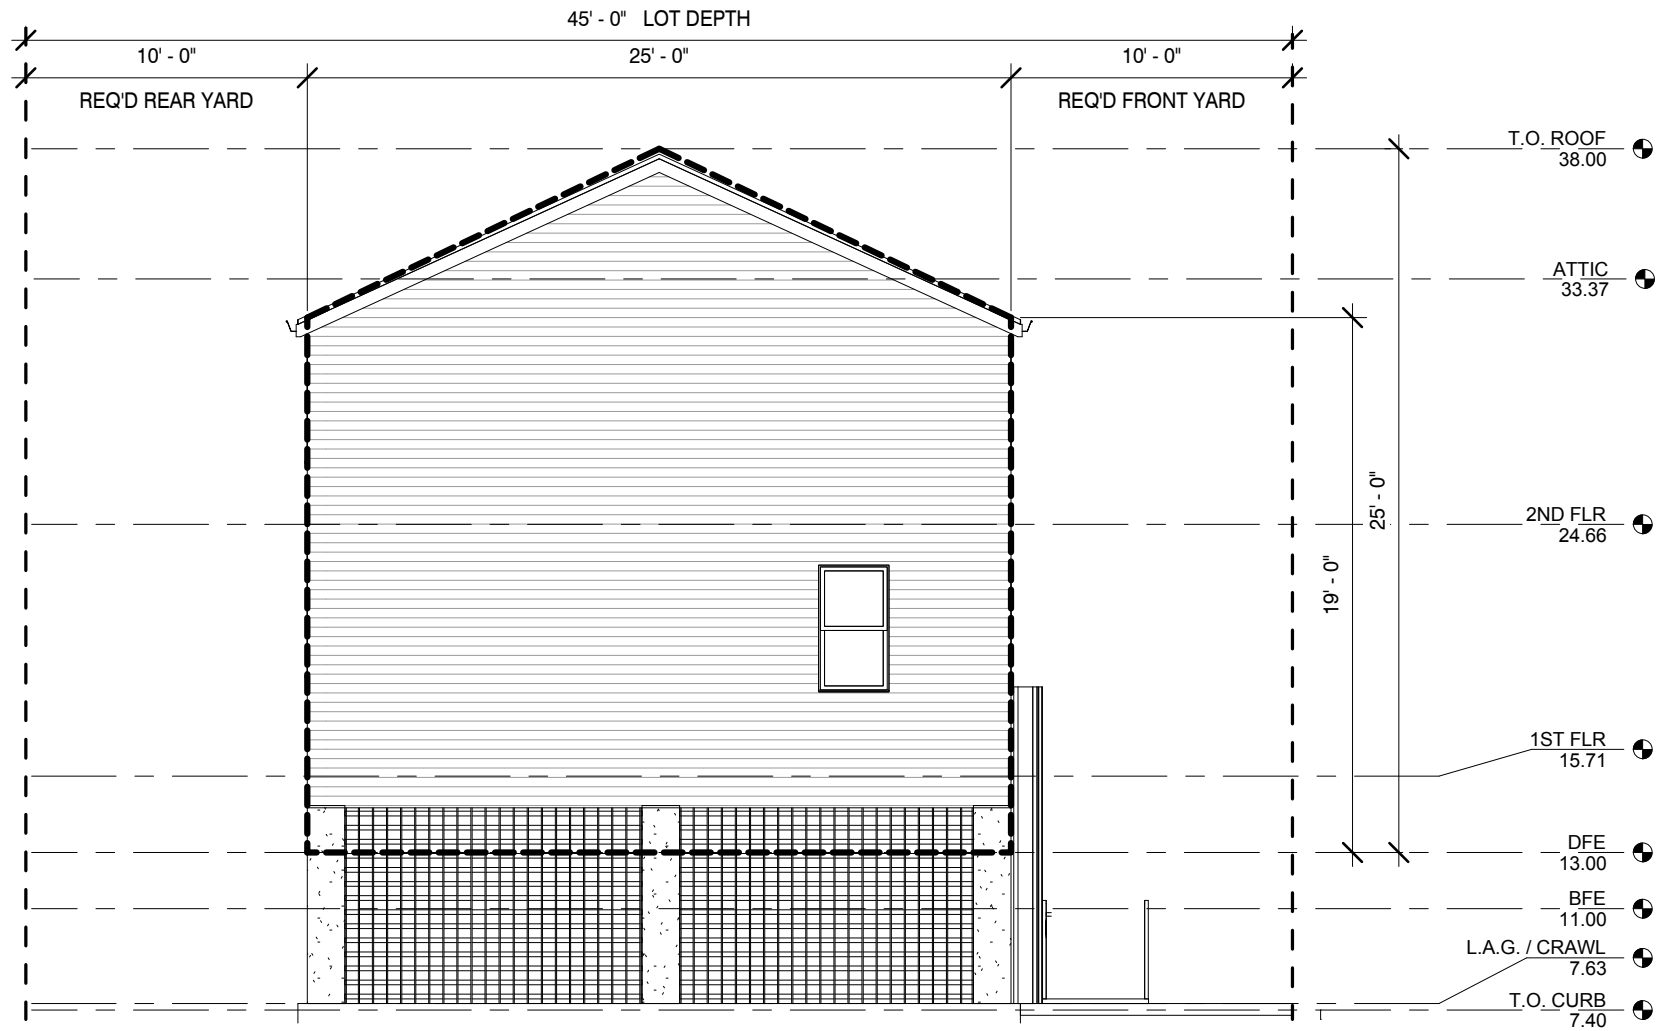 45' - 0" LOT DEPTH
10' - 0"
25' - 0"
10' - 0"
REQ'D REAR YARD
REQ'D FRONT YARD
T.O. ROOF
38.00
ATTIC
33.37
25' - 0"
2ND FLR
24.66
19' - 0"
1ST FLR
15.71
DFE
13.00
BFE
11.00
L.A.G. / CRAWL
7.63
T.O. CURB
7.40